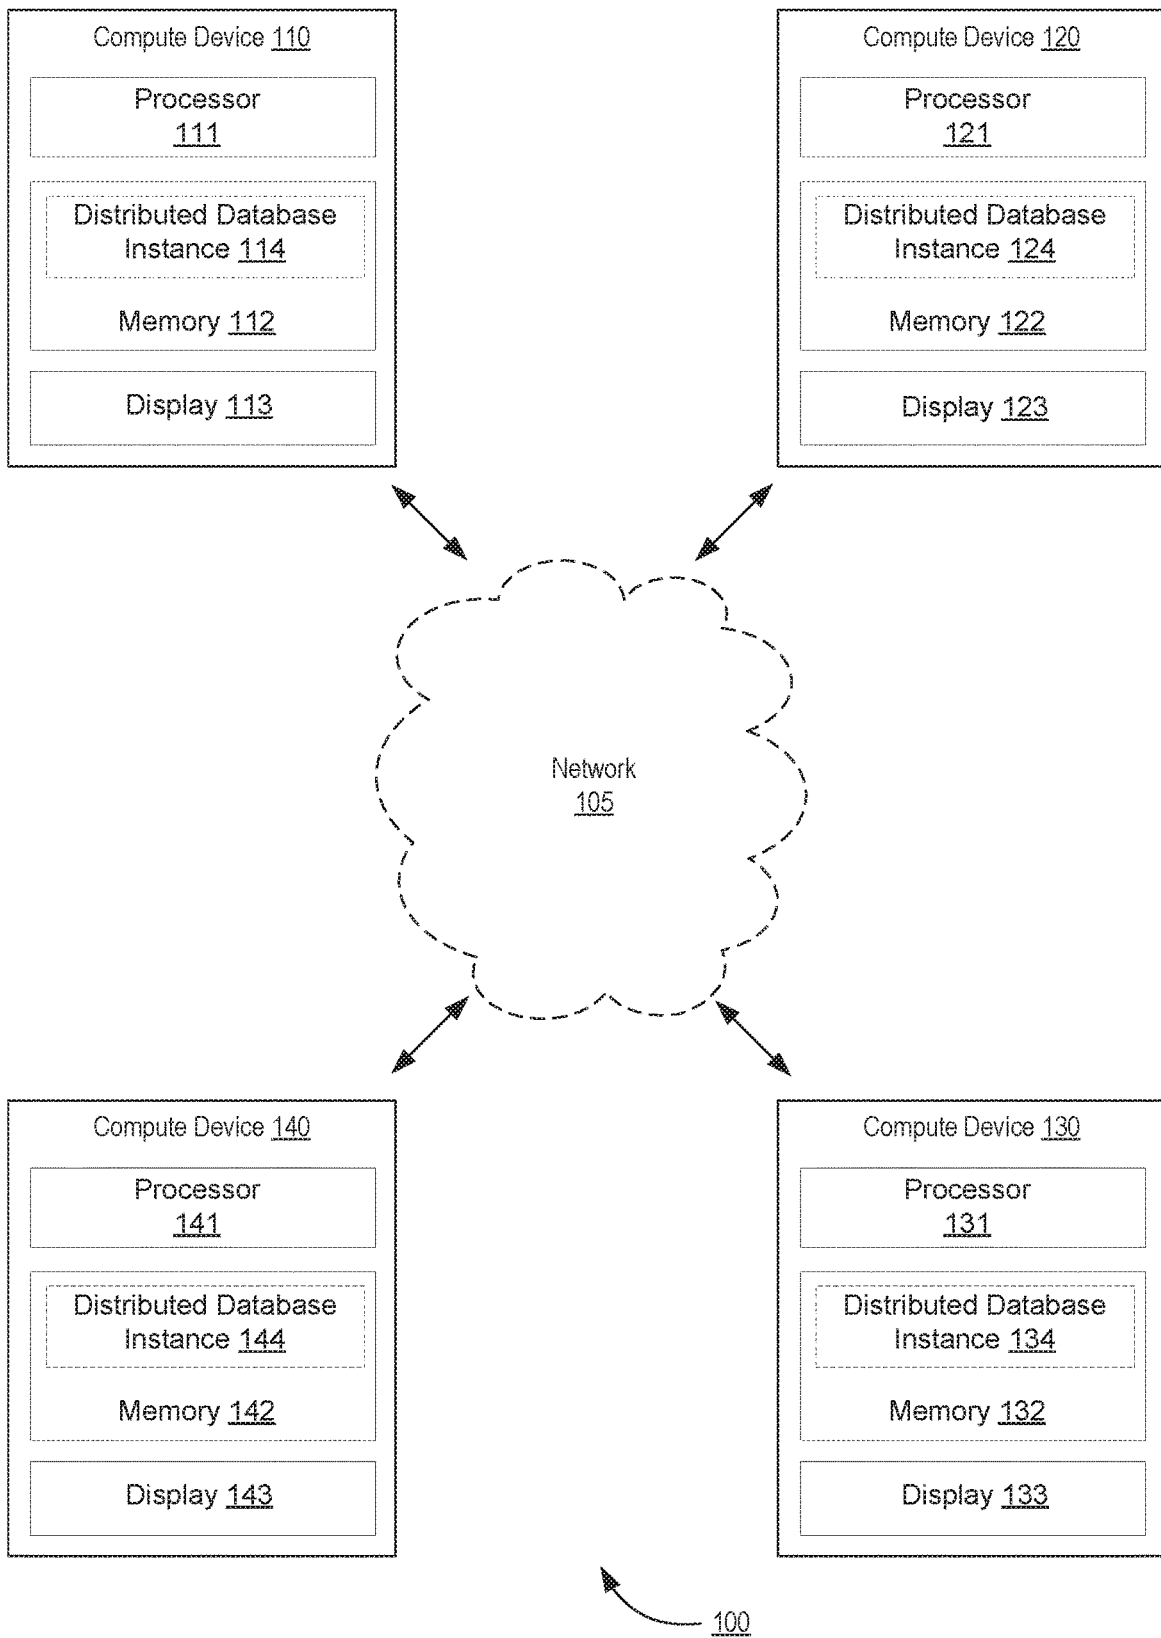 Compute Device 110
Processor
111
Distributed Database
Instance 114
Memory 112
Display 113
Compute Device 120
Processor
121
Distributed Database
Instance 124
Memory 122
Display 123
Network
105
Compute Device 140
Processor
141
Distributed Database
Instance 144
Memory 142
Display 143
Compute Device 130
Processor
131
Distributed Database
Instance 134
Memory 132
Display 133
100